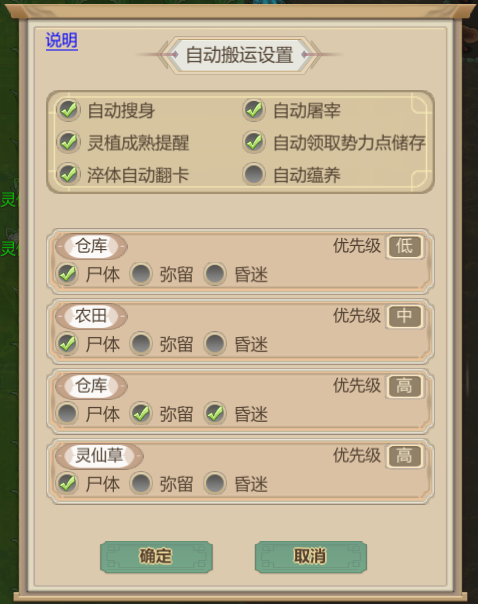 说明
自动搬运设置
自动搜身 自动屠宰
灵植成熟提醒 自动领取势力点储存
淬体自动翻卡 自动蕴养
灵
灵
仓库 优先级 低
尸体 弥留 昏迷
农田 优先级 中
尸体 弥留 昏迷
仓库 优先级 高
尸体 弥留 昏迷
灵仙草 优先级 高
尸体 弥留 昏迷
确定 取消